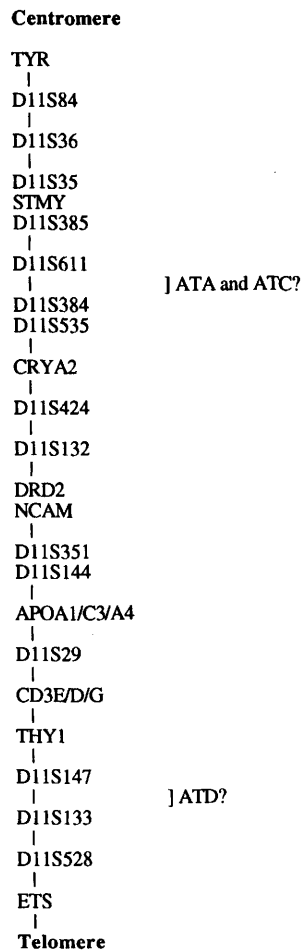 Centromere
TYR
D11S84
D11S36
D11S35
STMY
D11S385
D11S611
] ATA and ATC?
D11S384
D11S535
CRYA2
D11S424
D11S132
DRD2
NCAM
D11S351
D11S144
APOA1/C3/A4
D11S29
CD3E/D/G
THY1
D11S147
] ATD?
D11S133
D11S528
ETS
Telomere